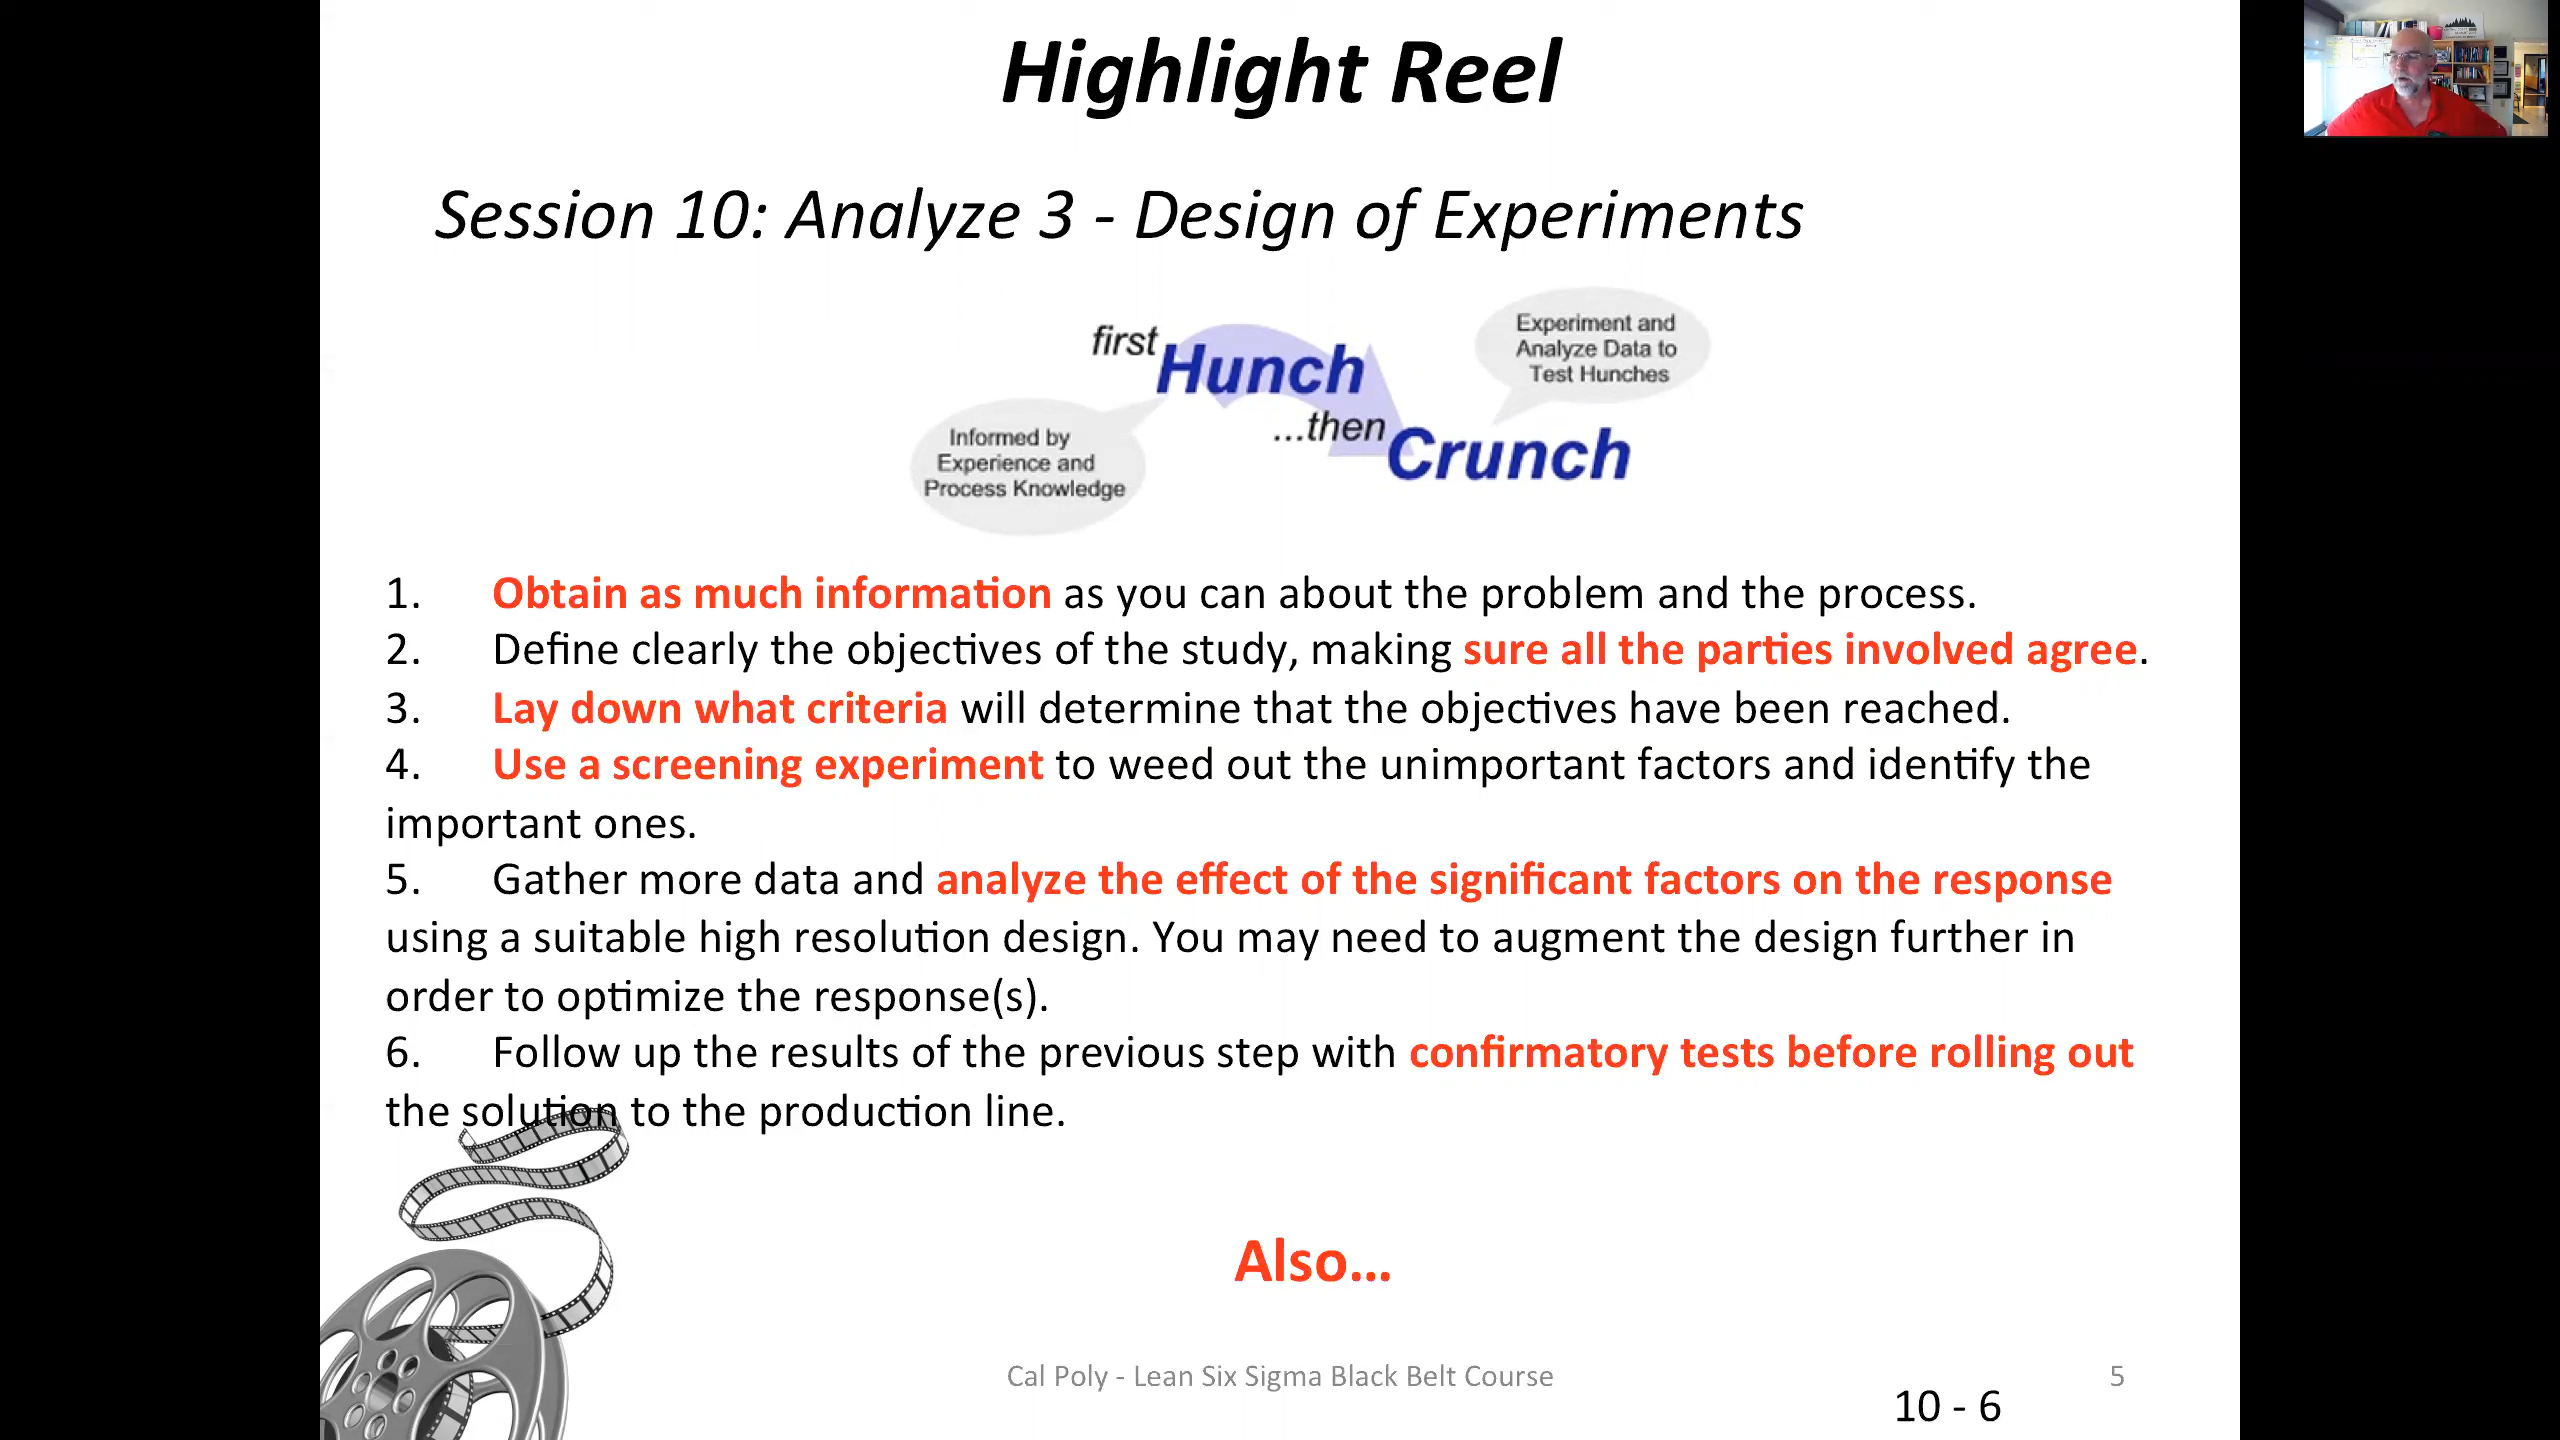 Highlight Reel
Session 10: Analyze 3 - Design of Experiments
first Hunch
...then Crunch
Informed by
Experience and
Process Knowledge
Experiment and
Analyze Data to
Test Hunches
1. Obtain as much information as you can about the problem and the process.
2. Define clearly the objectives of the study, making sure all the parties involved agree.
3. Lay down what criteria will determine that the objectives have been reached.
4. Use a screening experiment to weed out the unimportant factors and identify the
important ones.
5. Gather more data and analyze the effect of the significant factors on the response
using a suitable high resolution design. You may need to augment the design further in
order to optimize the response(s).
6. Follow up the results of the previous step with confirmatory tests before rolling out
the solution to the production line.
Also...
Cal Poly - Lean Six Sigma Black Belt Course
5
10 - 6